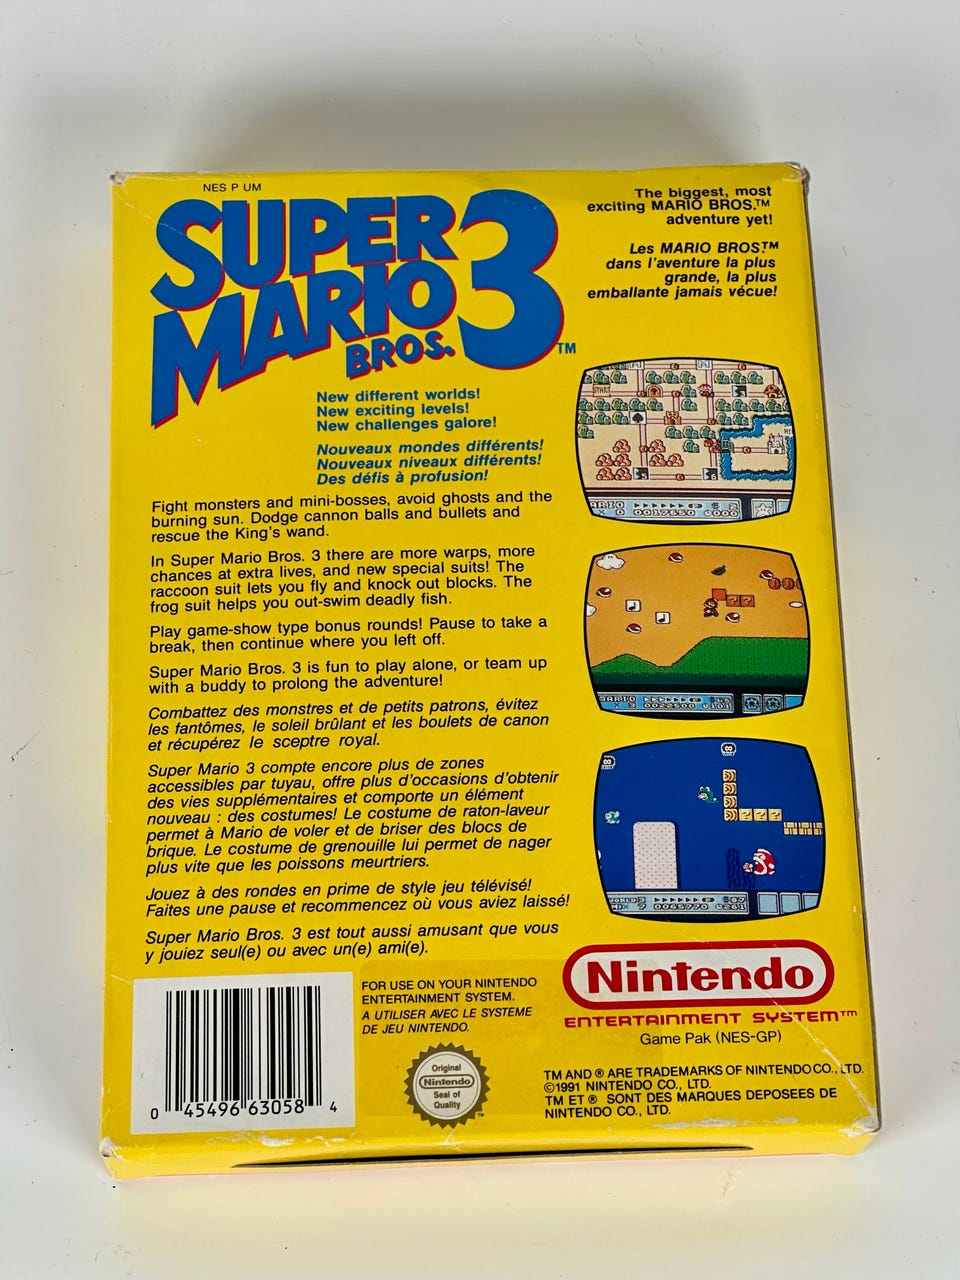 NES P UM
SUPER
MARIO
BROS. 3 TM
The biggest, most
exciting MARIO BROS.™
adventure yet!
Les MARIO BROS™
dans l'aventure la plus
grande, la plus
emballante jamais vécue!
New different worlds!
New exciting levels!
New challenges galore!
Nouveaux mondes différents!
Nouveaux niveaux différents!
Des défis à profusion!
Fight monsters and mini-bosses, avoid ghosts and the
burning sun. Dodge cannon balls and bullets and
rescue the King's wand.
In Super Mario Bros. 3 there are more warps, more
chances at extra lives, and new special suits! The
raccoon suit lets you fly and knock out blocks. The
frog suit helps you out-swim deadly fish.
Play game-show type bonus rounds! Pause to take a
break, then continue where you left off.
Super Mario Bros. 3 is fun to play alone, or team up
with a buddy to prolong the adventure!
Combattez des monstres et de petits patrons, évitez
les fantômes, le soleil brûlant et les boulets de canon
et récupérez le sceptre royal.
Super Mario 3 compte encore plus de zones
accessibles par tuyau, offre plus d'occasions d'obtenir
des vies supplémentaires et comporte un élément
nouveau : des costumes! Le costume de raton-laveur
permet à Mario de voler et de briser des blocs de
brique. Le costume de grenouille lui permet de nager
plus vite que les poissons meurtriers.
Jouez à des rondes en prime de style jeu télévisé!
Faites une pause et recommencez où vous aviez laissé!
Super Mario Bros. 3 est tout aussi amusant que vous
y jouiez seul(e) ou avec un(e) ami(e).
START
ARIO
0017650
ARIO
0022500
0065770
FOR USE ON YOUR NINTENDO
ENTERTAINMENT SYSTEM.
A UTILISER AVEC LE SYSTEME
DE JEU NINTENDO.
Original
Nintendo
Seal of
Quality
TM
Nintendo
ENTERTAINMENT SYSTEM™
Game Pak (NES-GP)
TM AND ® ARE TRADEMARKS OF NINTENDO CO., LTD.
©1991 NINTENDO CO., LTD.
TM ET ® SONT DES MARQUES DEPOSEES DE
NINTENDO CO., LTD.
0 45496 63058 4